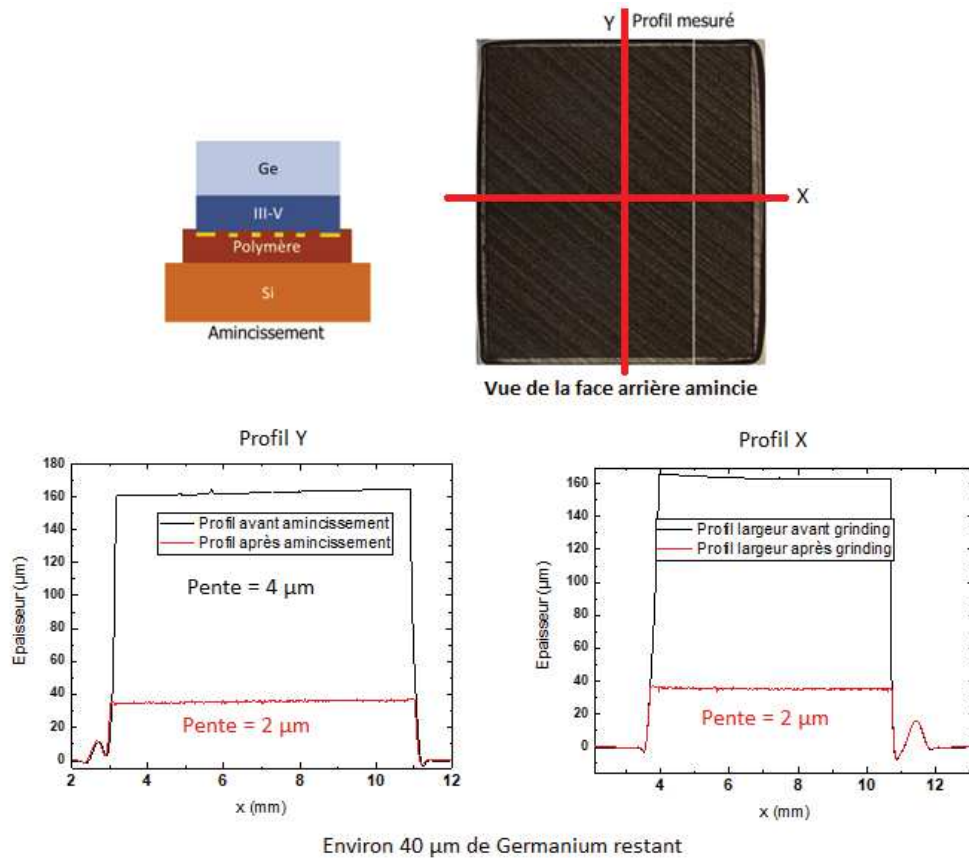 Y
Profil mesuré
X
Ge
III-V
Polymère
Si
Amincissement
Vue de la face arrière amincie
Profil Y
180
160
140
120
100
80
60
40
20
0
Epaisseur (µm)
Profil avant amincissement
Profil après amincissement
Pente = 4 µm
Pente = 2 µm
2
4
6
8
10
12
x (mm)
Profil X
160
140
120
100
80
60
40
20
0
Epaisseur (µm)
Profil largeur avant grinding
Profil largeur après grinding
Pente = 2 µm
4
6
8
10
12
x (mm)
Environ 40 µm de Germanium restant